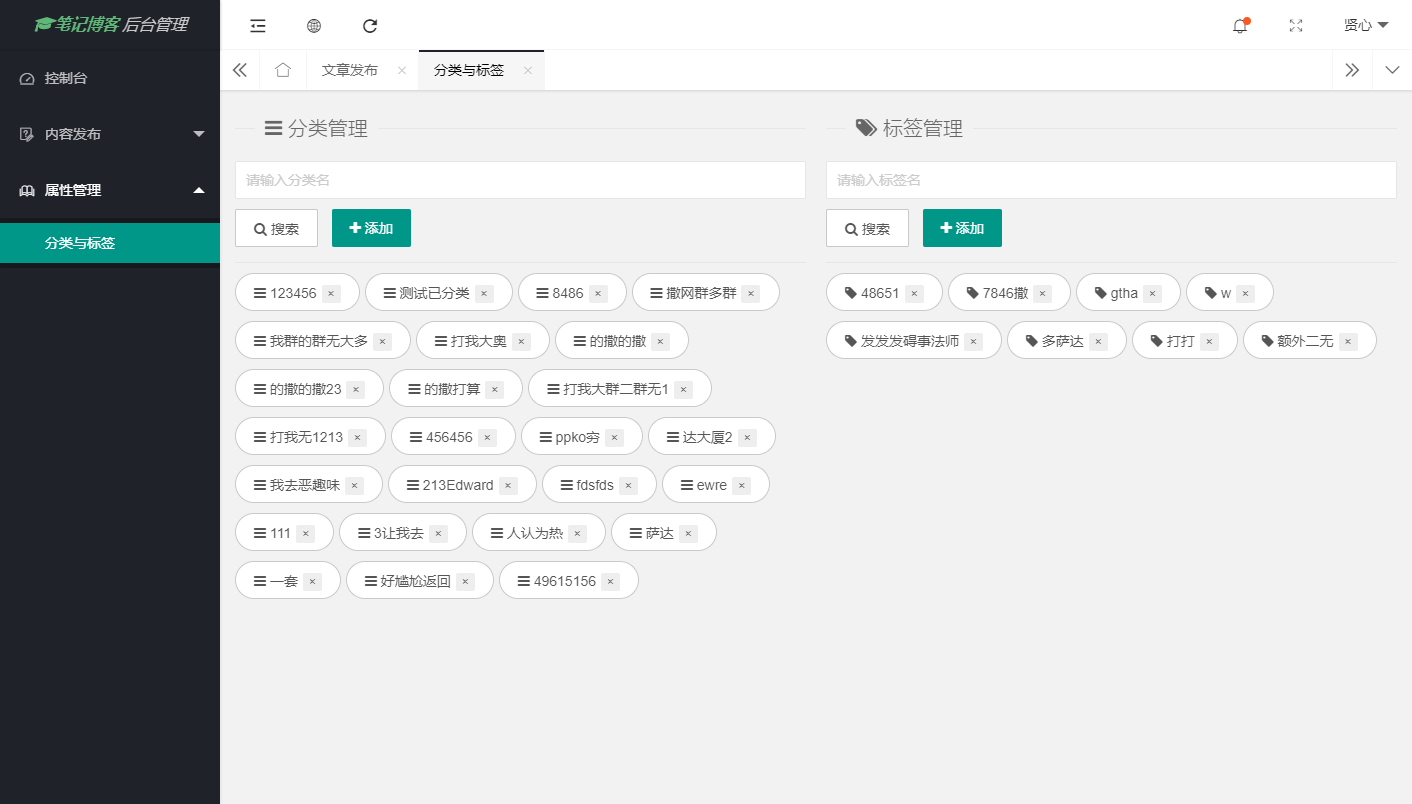 笔记博客 后台管理
贤心
控制台
内容发布
属性管理
分类与标签
文章发布 ×
分类与标签 ×
分类管理
请输入分类名
搜索 添加
123456 × 测试已分类 × 8486 × 撒网群多群 ×
我群的群无大多 × 打我大奥 × 的撒的撒 ×
的撒的撒23 × 的撒打算 × 打我大群二群无1 ×
打我无1213 × 456456 × ppko穷 × 达大厦2 ×
我去恶趣味 × 213Edward × fdsfds × ewre ×
111 × 3让我去 × 人认为热 × 萨达 ×
一套 × 好尴尬返回 × 49615156 ×
标签管理
请输入标签名
搜索 添加
48651 × 7846撒 × gtha × w ×
发发发碍事法师 × 多萨达 × 打打 × 额外二无 ×